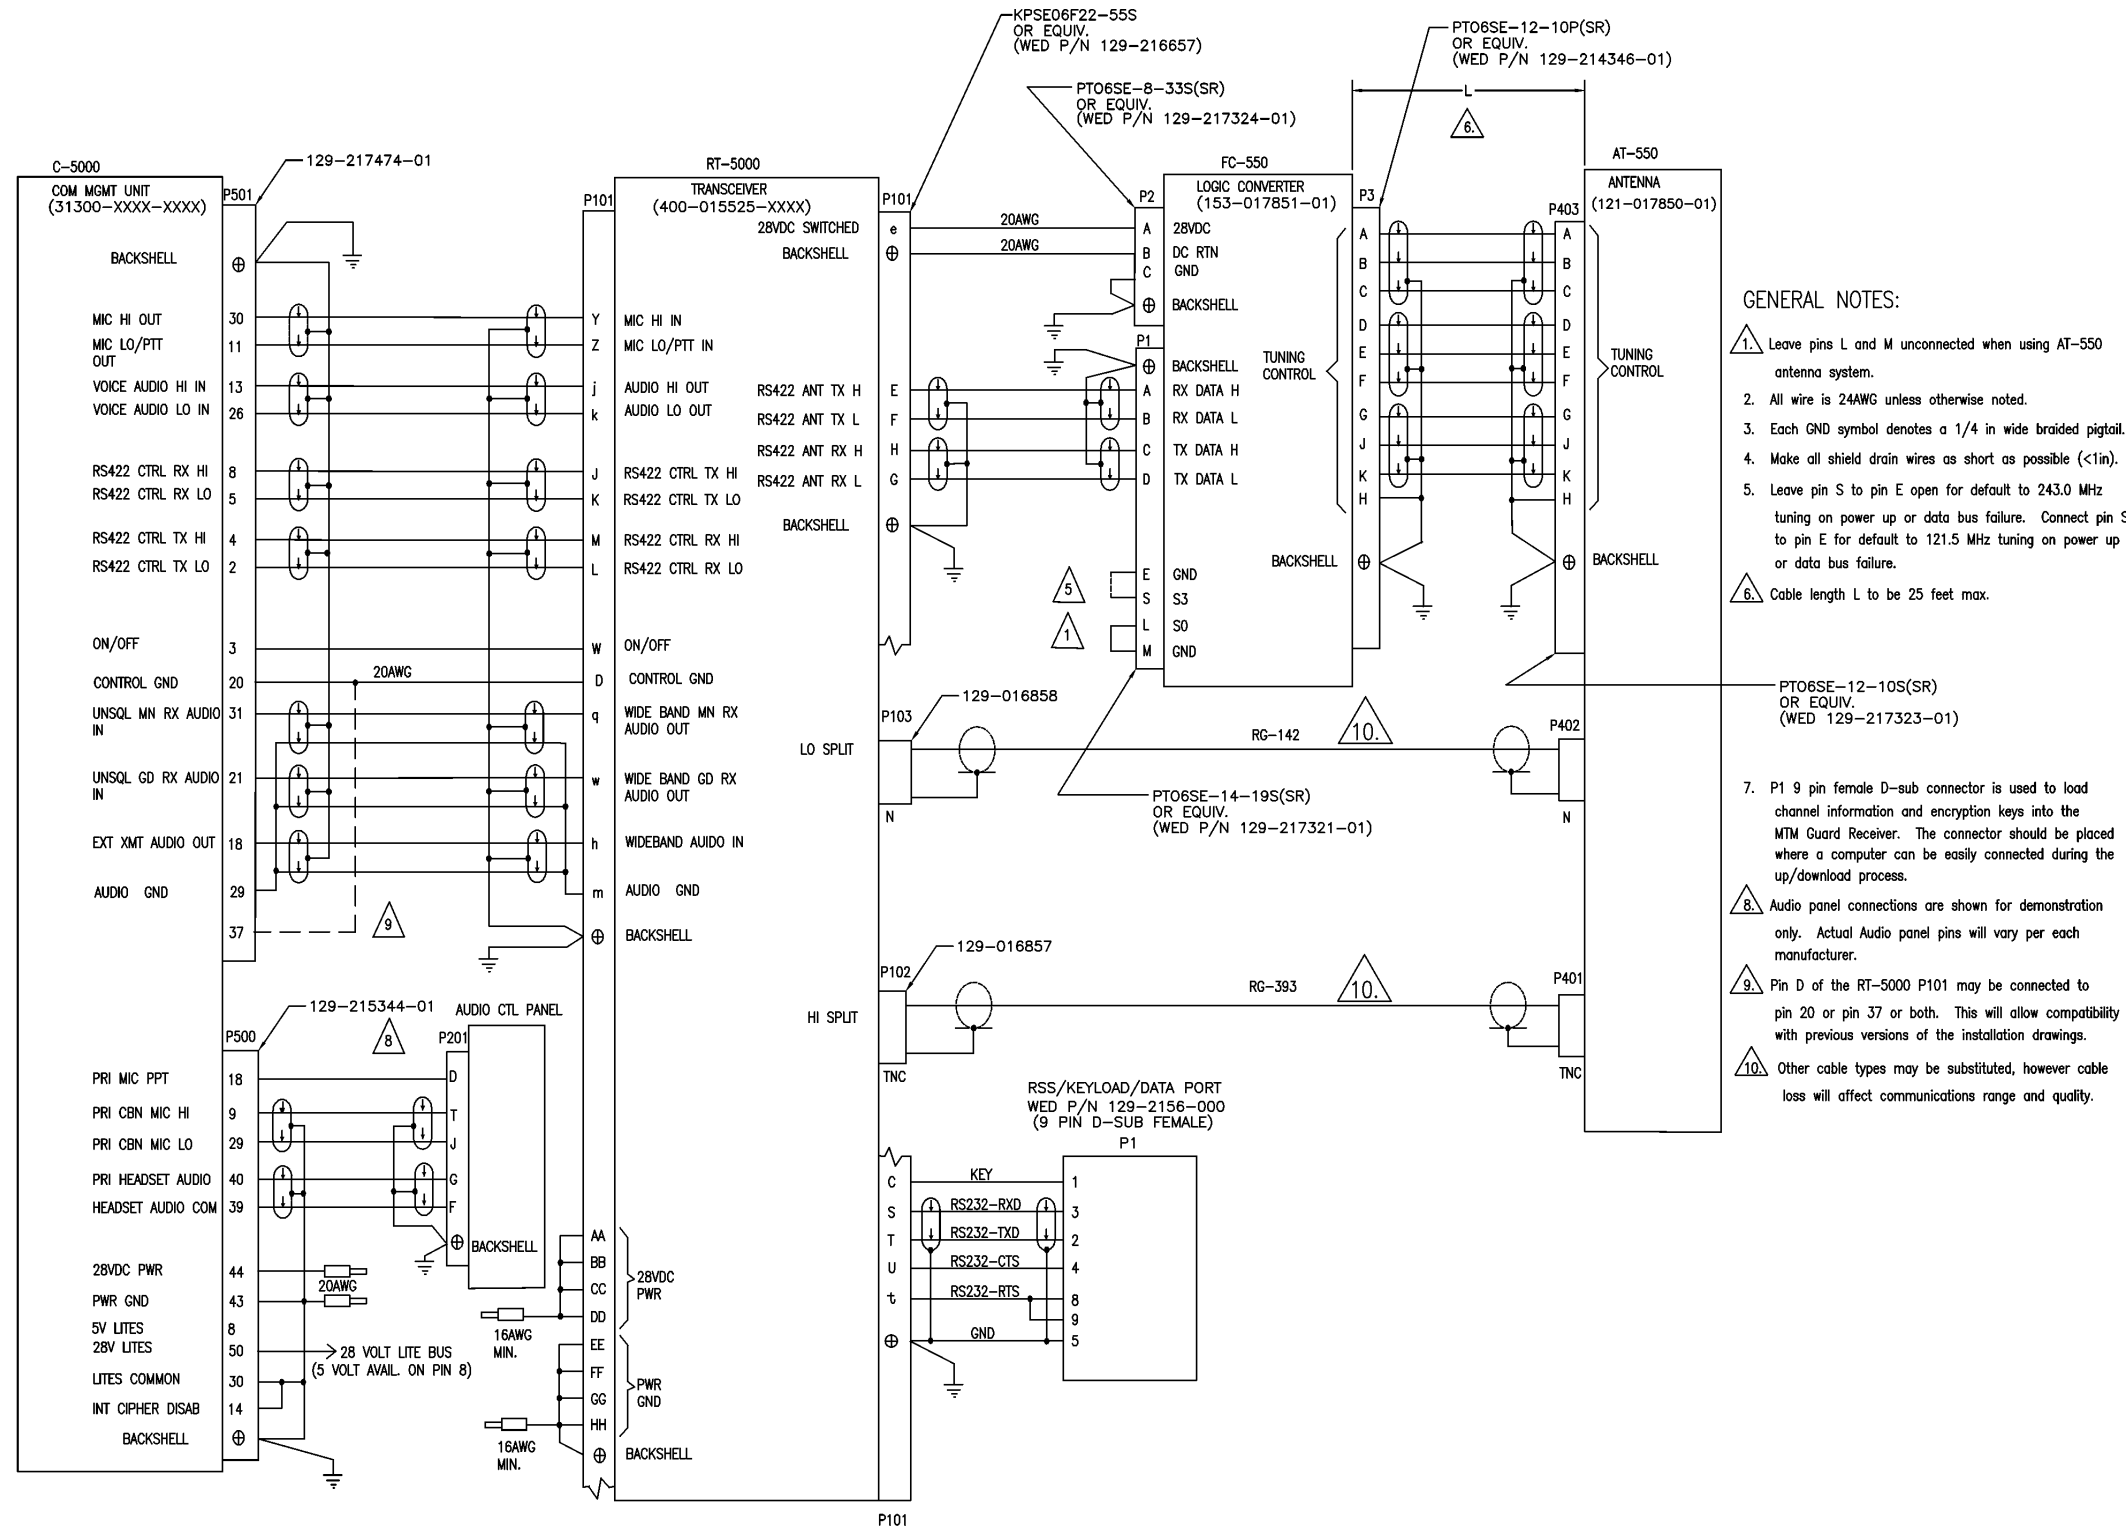 KPSE06F22-55S
OR EQUIV.
(WED P/N 129-216657)
PTO6SE-8-33S(SR)
OR EQUIV.
(WED P/N 129-217324-01)
PTO6SE-12-10P(SR)
OR EQUIV.
(WED P/N 129-214346-01)
L
6.
C-5000
129-217474-01
COM MGMT UNIT
(31300-XXXX-XXXX)
P501
BACKSHELL
MIC HI OUT 30
MIC LO/PTT
OUT
11
VOICE AUDIO HI IN 13
VOICE AUDIO LO IN 26
RS422 CTRL RX HI 8
RS422 CTRL RX LO 5
RS422 CTRL TX HI 4
RS422 CTRL TX LO 2
ON/OFF 3
CONTROL GND 20
20AWG
UNSQL MN RX AUDIO 31
IN
UNSQL GD RX AUDIO 21
IN
EXT XMT AUDIO OUT 18
AUDIO GND 29
37
9
129-215344-01
P500
8
AUDIO CTL PANEL
P201
PRI MIC PPT 18
D
PRI CBN MIC HI 9
T
PRI CBN MIC LO 29
J
PRI HEADSET AUDIO 40
G
HEADSET AUDIO COM 39
F
BACKSHELL
28VDC PWR 44
20AWG
PWR GND 43
5V LITES 8
28V LITES 50
28 VOLT LITE BUS
(5 VOLT AVAIL. ON PIN 8)
LITES COMMON 30
INT CIPHER DISAB 14
BACKSHELL
RT-5000
P101
TRANSCEIVER
(400-015525-XXXX)
P101
28VDC SWITCHED e
BACKSHELL
20AWG
20AWG
Y MIC HI IN
Z MIC LO/PTT IN
j AUDIO HI OUT
k AUDIO LO OUT
J RS422 CTRL TX HI
K RS422 CTRL TX LO
M RS422 CTRL RX HI
L RS422 CTRL RX LO
W ON/OFF
D CONTROL GND
q WIDE BAND MN RX
AUDIO OUT
w WIDE BAND GD RX
AUDIO OUT
h WIDEBAND AUIDO IN
m AUDIO GND
BACKSHELL
RS422 ANT TX H E
RS422 ANT TX L F
RS422 ANT RX H H
RS422 ANT RX L G
BACKSHELL
P103
129-016858
LO SPLIT
N
P102
129-016857
HI SPLIT
TNC
AA
BB
CC
DD
28VDC
PWR
16AWG
MIN.
EE
FF
GG
HH
PWR
GND
16AWG
MIN.
BACKSHELL
P101
RSS/KEYLOAD/DATA PORT
WED P/N 129-2156-000
(9 PIN D-SUB FEMALE)
P1
C KEY 1
S RS232-RXD 3
T RS232-TXD 2
U RS232-CTS 4
t RS232-RTS 8
9
GND 5
FC-550
P2
LOGIC CONVERTER
(153-017851-01)
P3
A 28VDC
B DC RTN
C GND
BACKSHELL
P1
BACKSHELL
A RX DATA H
B RX DATA L
C TX DATA H
D TX DATA L
5
E GND
S S3
1
L S0
M GND
TUNING
CONTROL
A
B
C
D
E
F
G
J
K
H
BACKSHELL
PTO6SE-14-19S(SR)
OR EQUIV.
(WED P/N 129-217321-01)
RG-142
10.
RG-393
10.
AT-550
ANTENNA
(121-017850-01)
P403
A
B
C
D
E
F
G
J
K
H
TUNING
CONTROL
BACKSHELL
PTO6SE-12-10S(SR)
OR EQUIV.
(WED 129-217323-01)
P402
N
P401
TNC
GENERAL NOTES:
1. Leave pins L and M unconnected when using AT-550
antenna system.
2. All wire is 24AWG unless otherwise noted.
3. Each GND symbol denotes a 1/4 in wide braided pigtail.
4. Make all shield drain wires as short as possible (<1in).
5. Leave pin S to pin E open for default to 243.0 MHz
tuning on power up or data bus failure. Connect pin S
to pin E for default to 121.5 MHz tuning on power up
or data bus failure.
6. Cable length L to be 25 feet max.
7. P1 9 pin female D-sub connector is used to load
channel information and encryption keys into the
MTM Guard Receiver. The connector should be placed
where a computer can be easily connected during the
up/download process.
8. Audio panel connections are shown for demonstration
only. Actual Audio panel pins will vary per each
manufacturer.
9. Pin D of the RT-5000 P101 may be connected to
pin 20 or pin 37 or both. This will allow compatibility
with previous versions of the installation drawings.
10. Other cable types may be substituted, however cable
loss will affect communications range and quality.